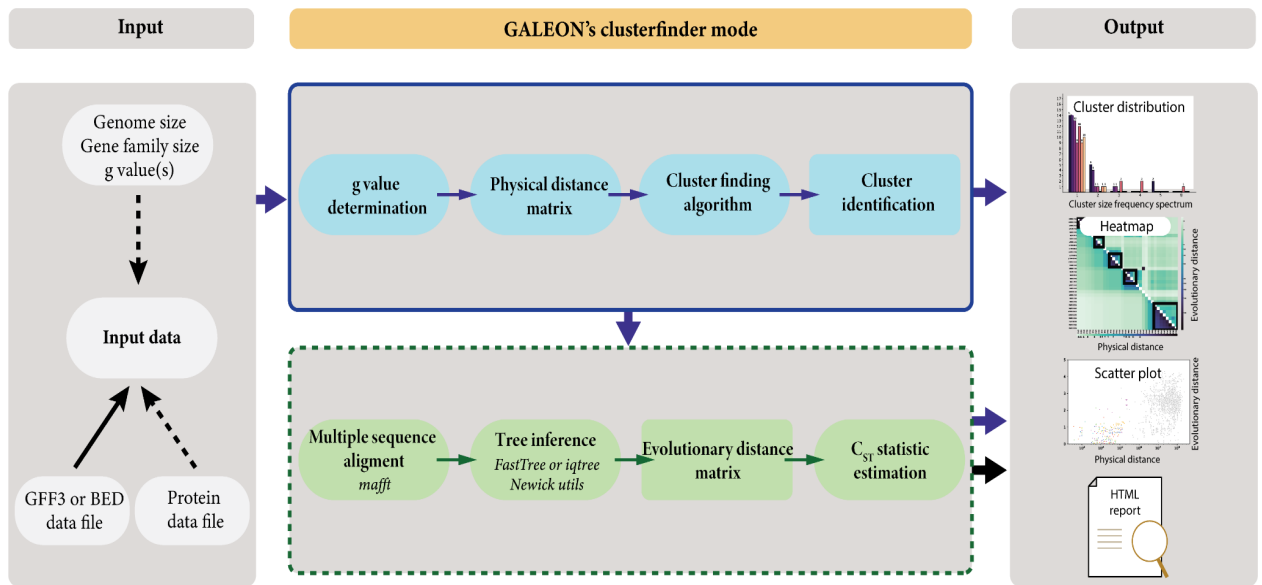 Input
GALEON's clusterfinder mode
Output
Genome size
Gene family size
g value(s)
Input data
GFF3 or BED
data file
Protein
data file
g value
determination
Physical distance
matrix
Cluster finding
algorithm
Cluster
identification
Multiple sequence
aligment
mafft
Tree inference
FastTree or iqtree
Newick utils
Evolutionary distance
matrix
CST statistic
estimation
Cluster distribution
Cluster size frequency spectrum
Heatmap
Evolutionary distance
Physical distance
Scatter plot
Evolutionary distance
Physical distance
HTML
report